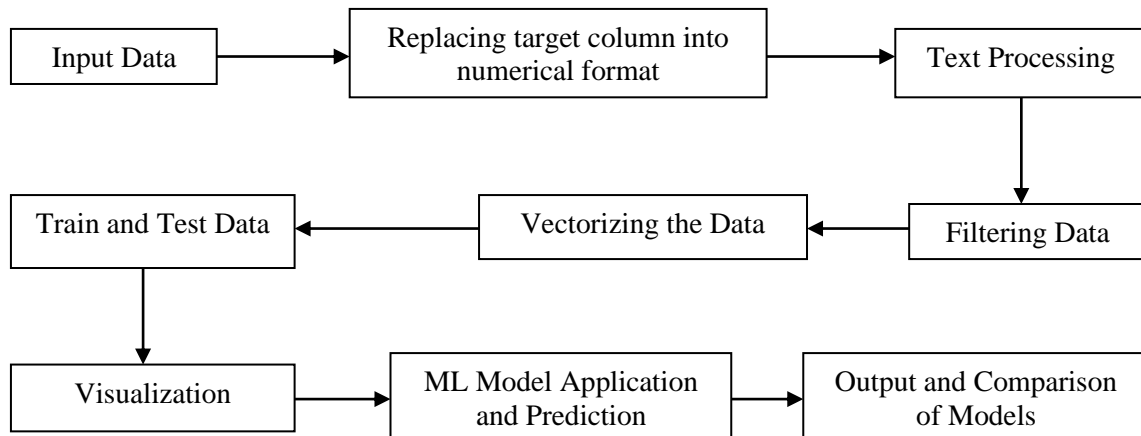 Input Data
Replacing target column into
numerical format
Text Processing
Filtering Data
Vectorizing the Data
Train and Test Data
Visualization
ML Model Application
and Prediction
Output and Comparison
of Models